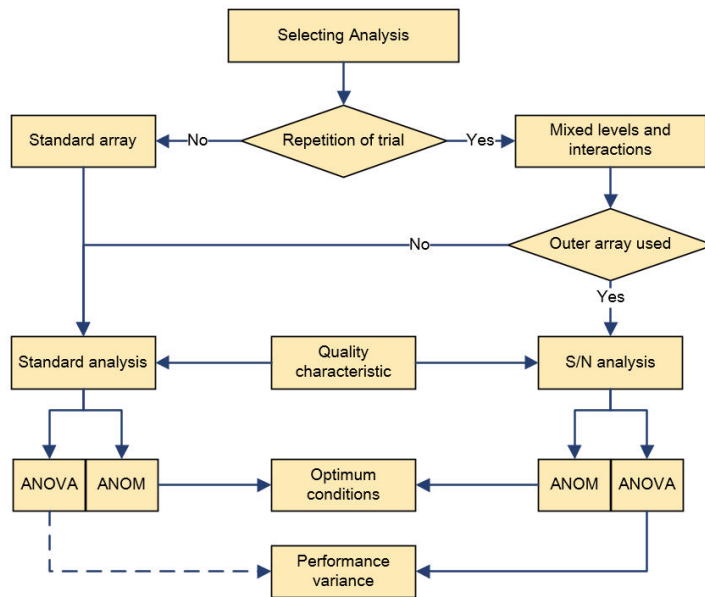 Selecting Analysis
Standard array
No
Repetition of trial
Yes
Mixed levels and
interactions
No
Outer array used
Yes
Standard analysis
Quality
characteristic
S/N analysis
ANOVA
ANOM
Optimum
conditions
ANOM
ANOVA
Performance
variance